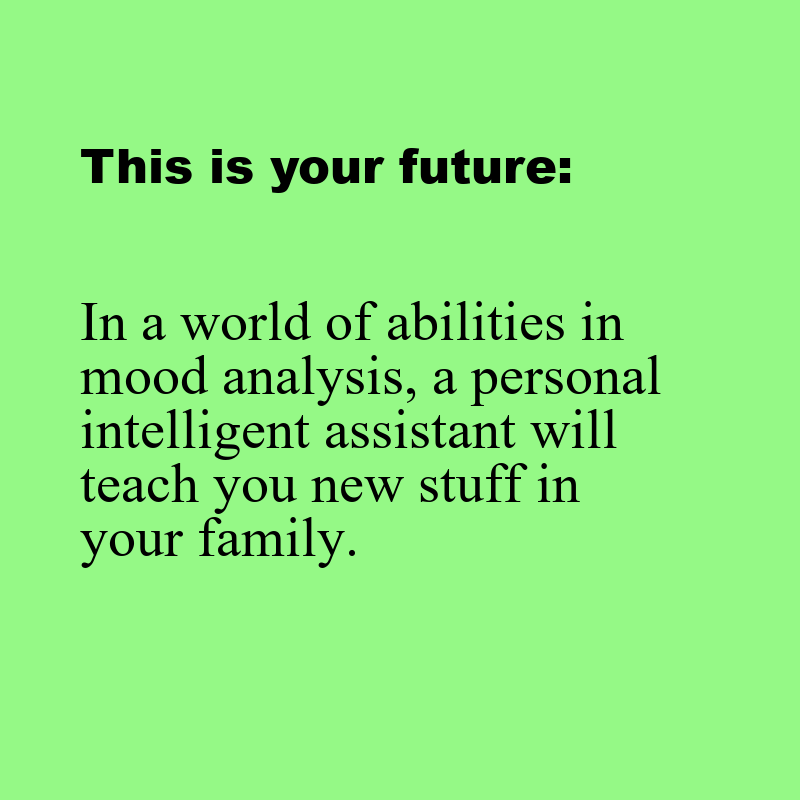 This is your future:
In a world of abilities in
mood analysis, a personal
intelligent assistant will
teach you new stuff in
your family.